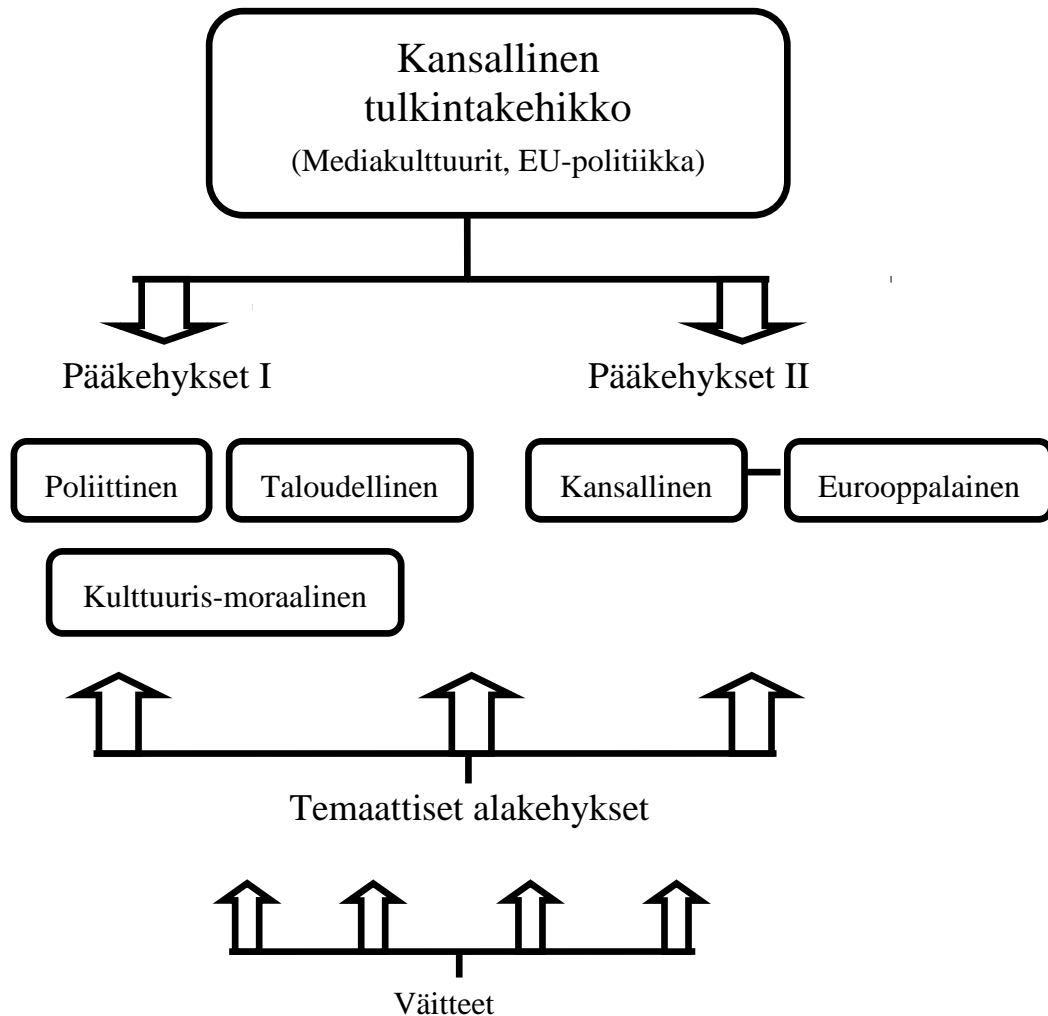 Kansallinen
tulkintakehikko
(Mediakulttuurit, EU-politiikka)
Pääkehykset I
Pääkehykset II
Poliittinen
Taloudellinen
Kansallinen
Eurooppalainen
Kulttuuris-moraalinen
Temaattiset alakehykset
Väitteet